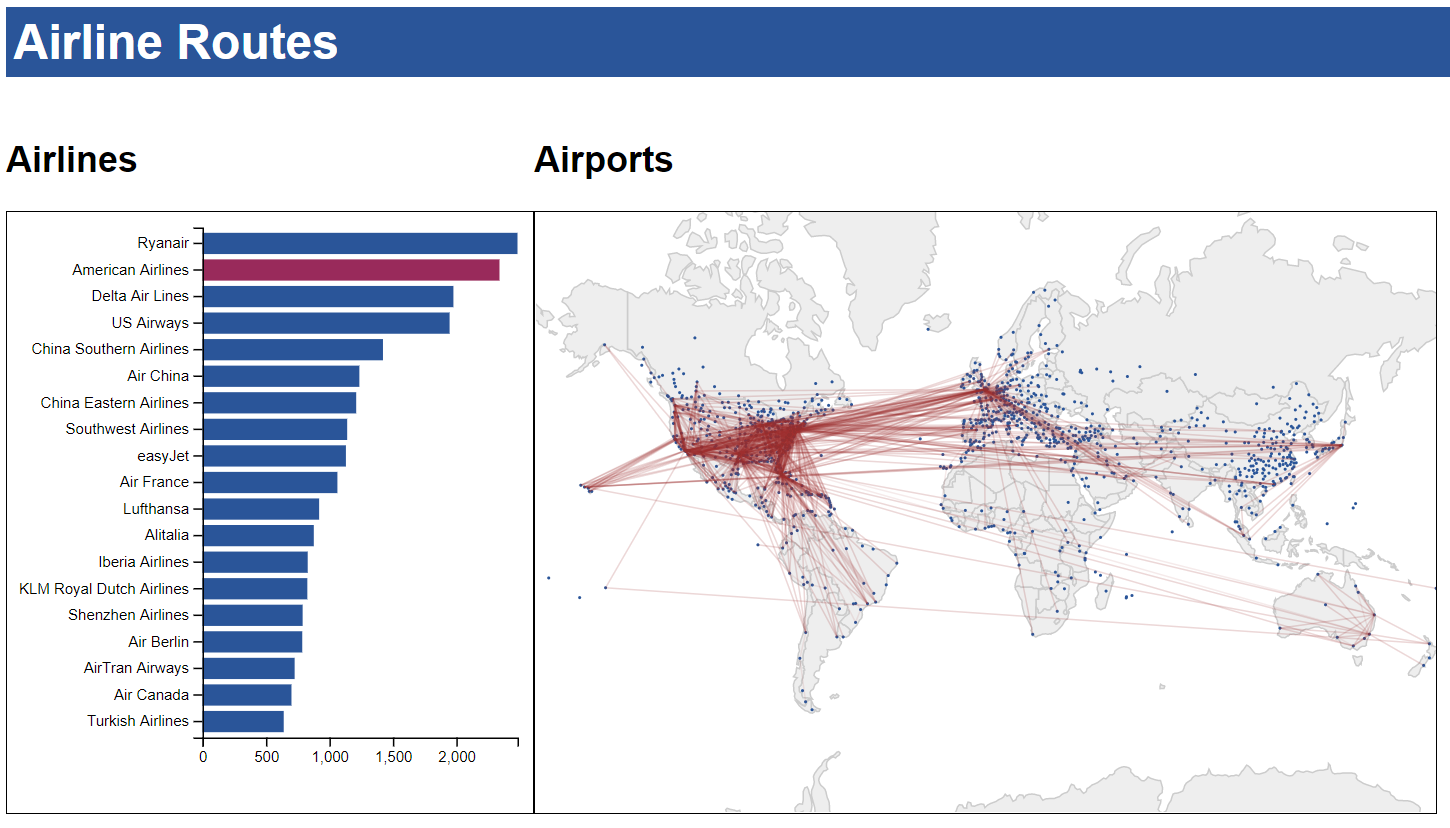 Airline Routes
Airlines
Airports
Ryanair
American Airlines
Delta Air Lines
US Airways
China Southern Airlines
Air China
China Eastern Airlines
Southwest Airlines
easyJet
Air France
Lufthansa
Alitalia
Iberia Airlines
KLM Royal Dutch Airlines
Shenzhen Airlines
Air Berlin
AirTran Airways
Air Canada
Turkish Airlines
0 500 1,000 1,500 2,000